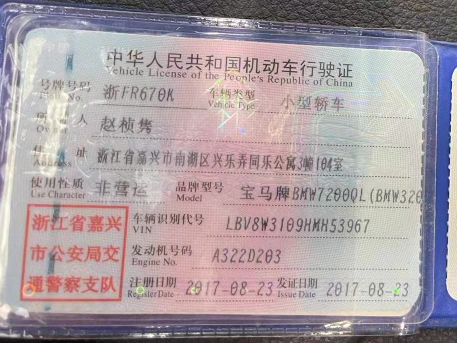 中华人民共和国机动车行驶证
Vehicle License of the People's Republic of China
号牌号码 浙FR670K 车辆类型 Vehicle Type 小型轿车
所有人 Owner 赵桢隽
住址 Address 浙江省嘉兴市南湖区兴乐弄同乐公寓3幢104室
使用性质 Use Character 非营运 品牌型号 Model 宝马牌BMW7200QL(BMW320
浙江省嘉兴市公安局交通警察支队
车辆识别代号 VIN LBV8W3109HMH53967
发动机号码 Engine No. A322D203
注册日期 Register Date 2017-08-23 发证日期 Issue Date 2017-08-23